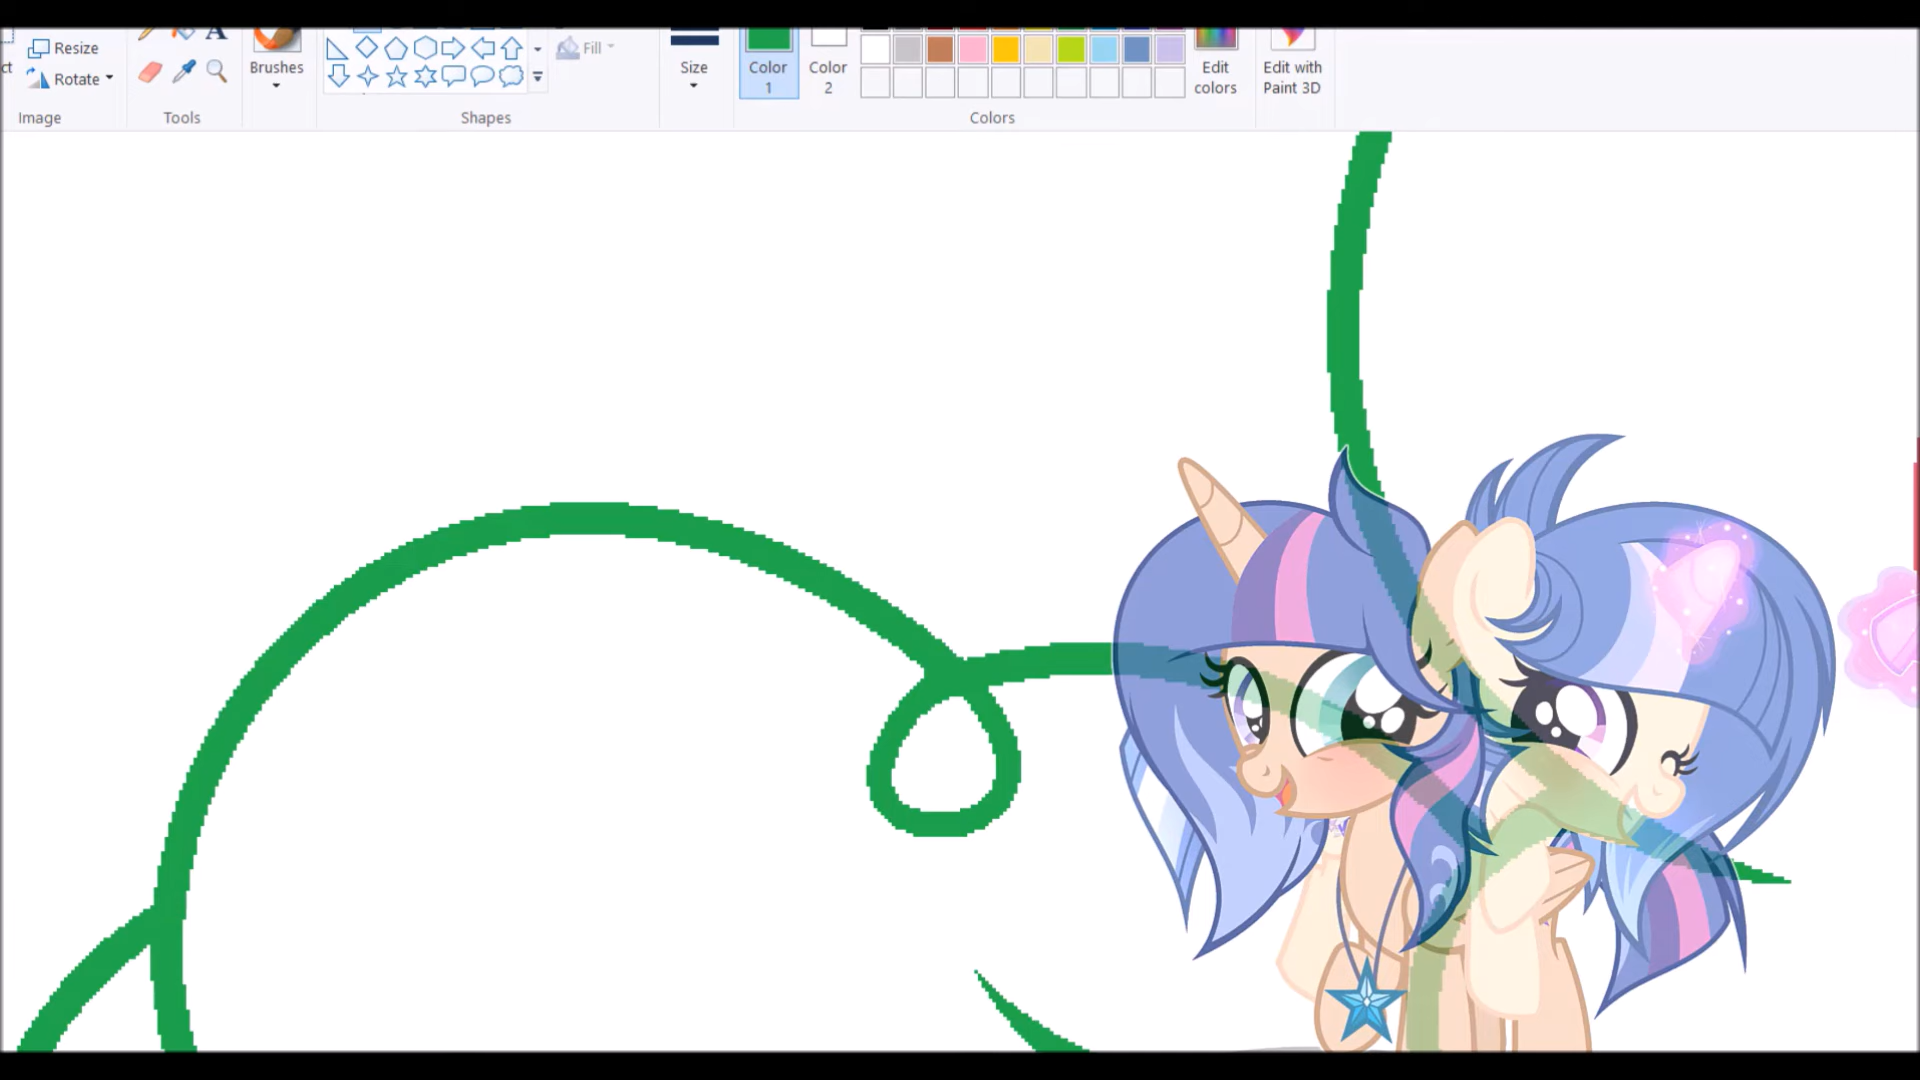 Resize
ct
Rotate
Brushes
Fill
Size
Color
1
Color
2
Edit
colors
Edit with
Paint 3D
Image
Tools
Shapes
Colors